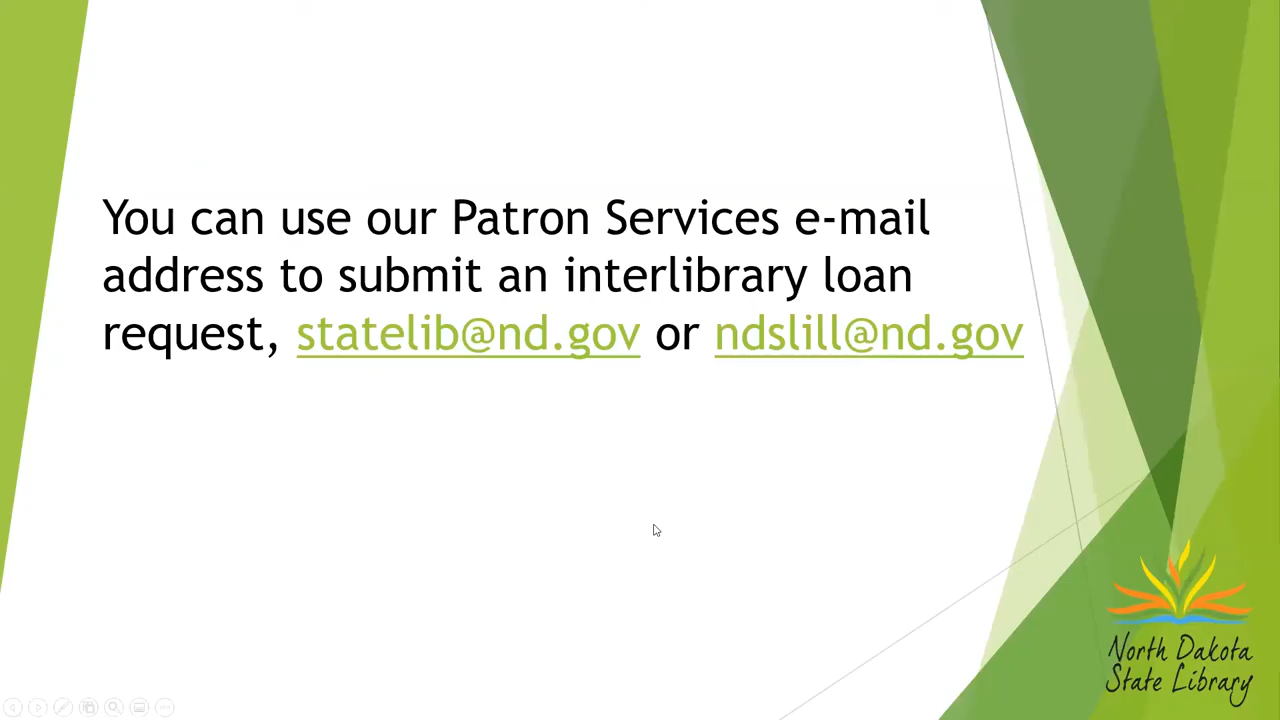 You can use our Patron Services e-mail
address to submit an interlibrary loan
request, statelib@nd.gov or ndslill@nd.gov
North Dakota
State Library